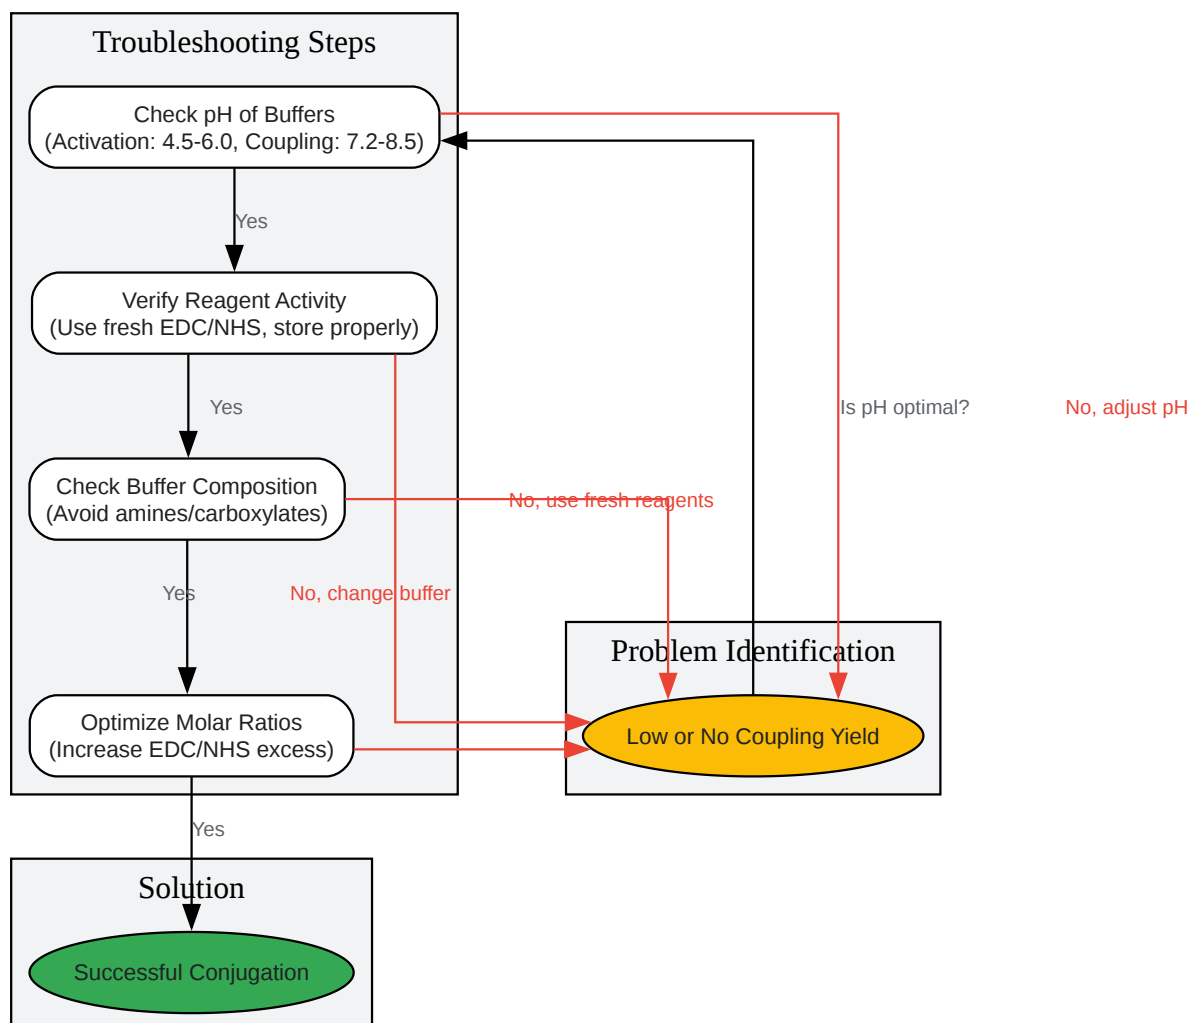 Troubleshooting Steps
Check pH of Buffers
(Activation: 4.5-6.0, Coupling: 7.2-8.5)
Yes
Verify Reagent Activity
(Use fresh EDC/NHS, store properly)
Yes
Is pH optimal?
No, adjust pH
Check Buffer Composition
(Avoid amines/carboxylates)
No, use fresh reagents
Yes
No, change buffer
Problem Identification
Optimize Molar Ratios
(Increase EDC/NHS excess)
Low or No Coupling Yield
Yes
Solution
Successful Conjugation